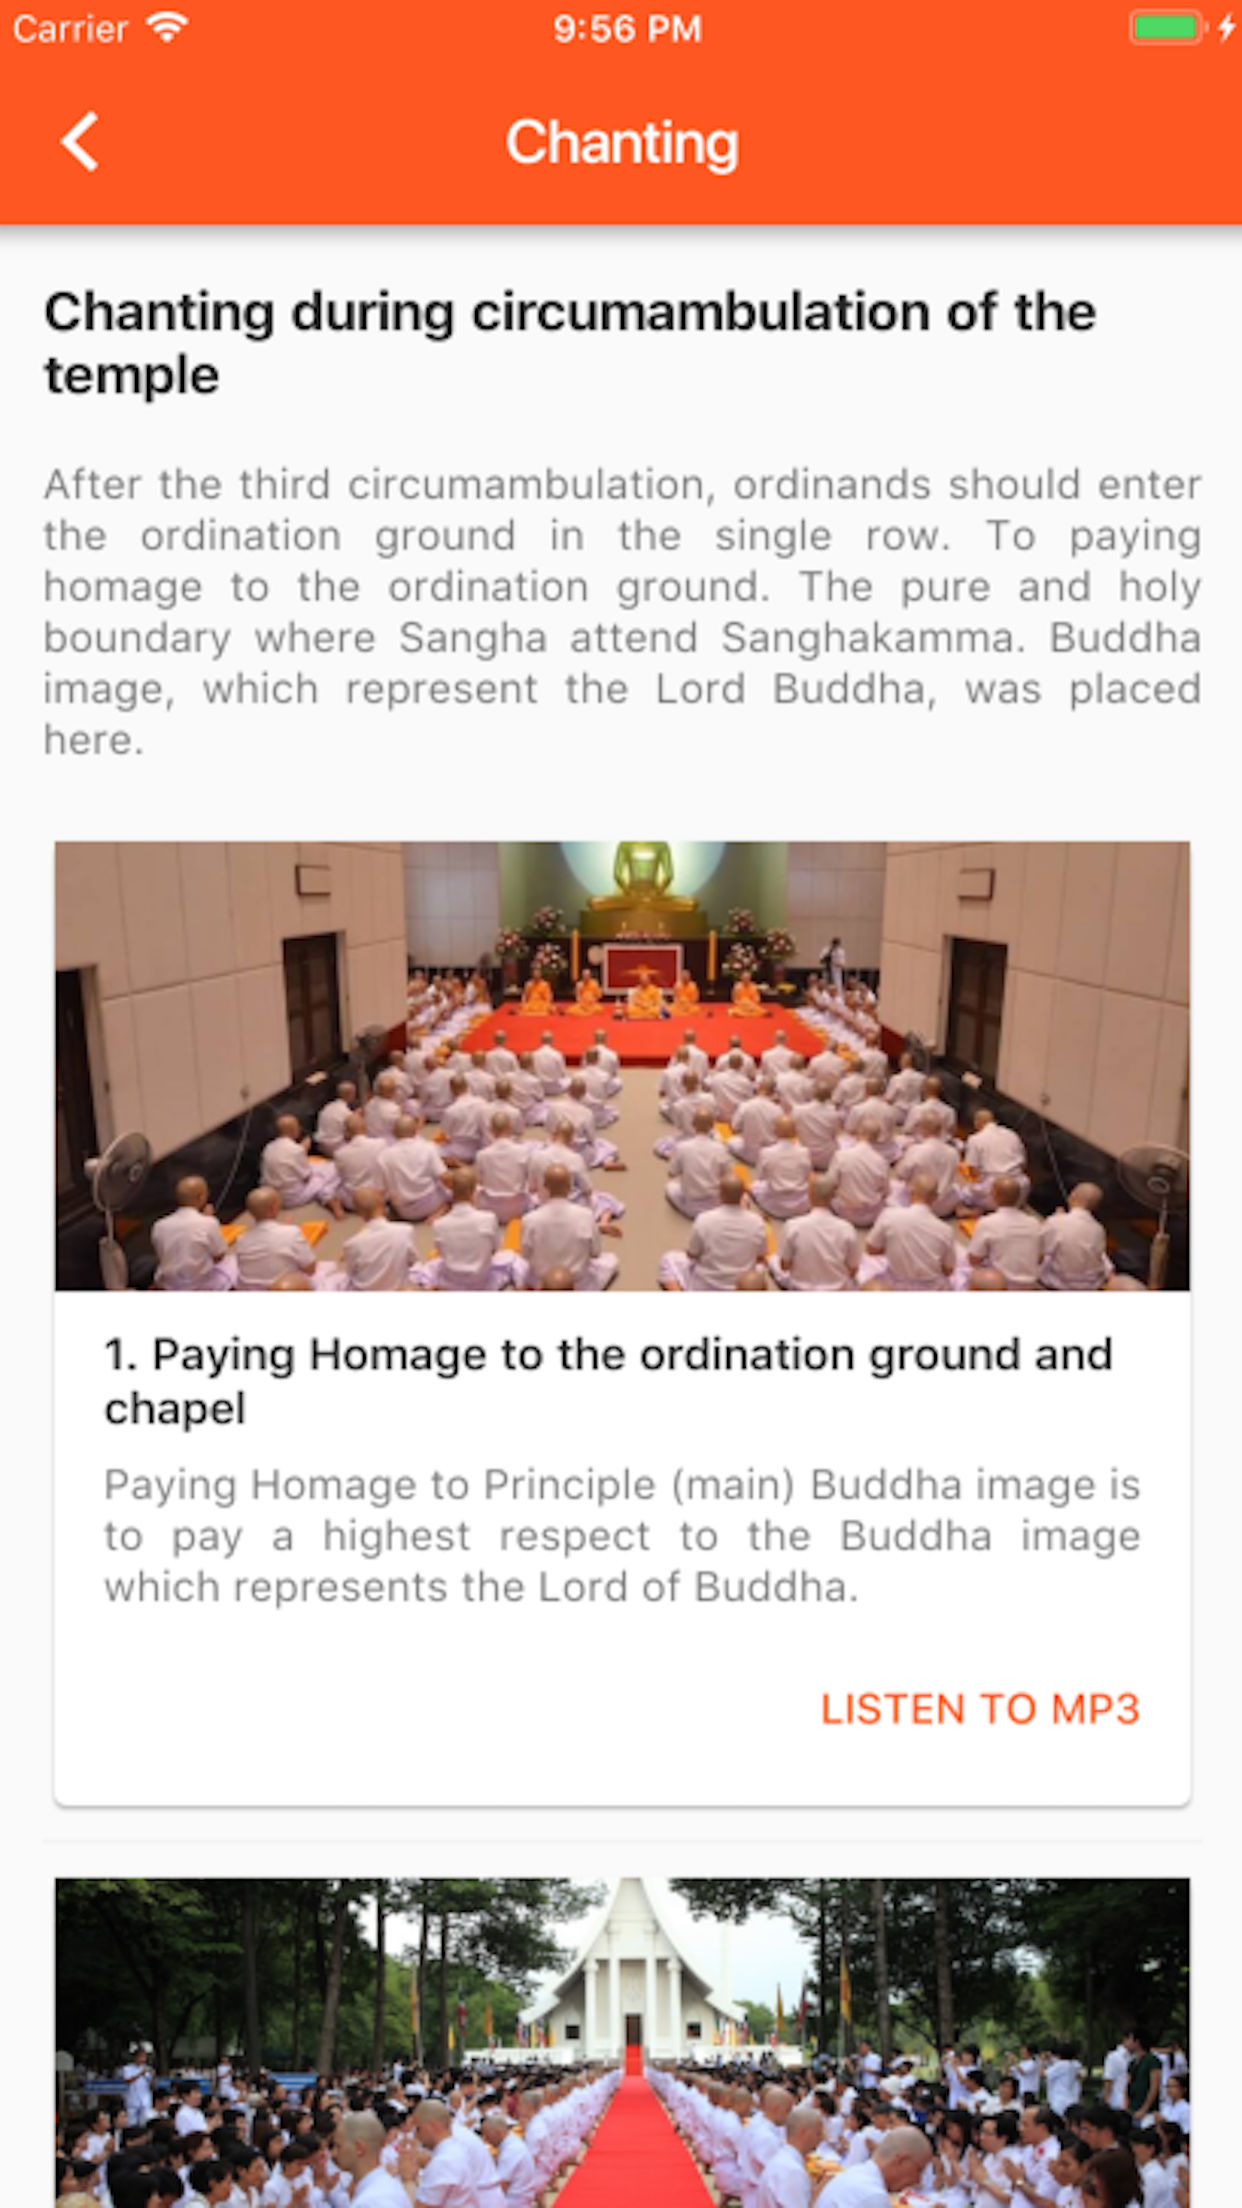 Carrier 9:56 PM
Chanting
Chanting during circumambulation of the
temple
After the third circumambulation, ordinands should enter
the ordination ground in the single row. To paying
homage to the ordination ground. The pure and holy
boundary where Sangha attend Sanghakamma. Buddha
image, which represent the Lord Buddha, was placed
here.
1. Paying Homage to the ordination ground and
chapel
Paying Homage to Principle (main) Buddha image is
to pay a highest respect to the Buddha image
which represents the Lord of Buddha.
LISTEN TO MP3